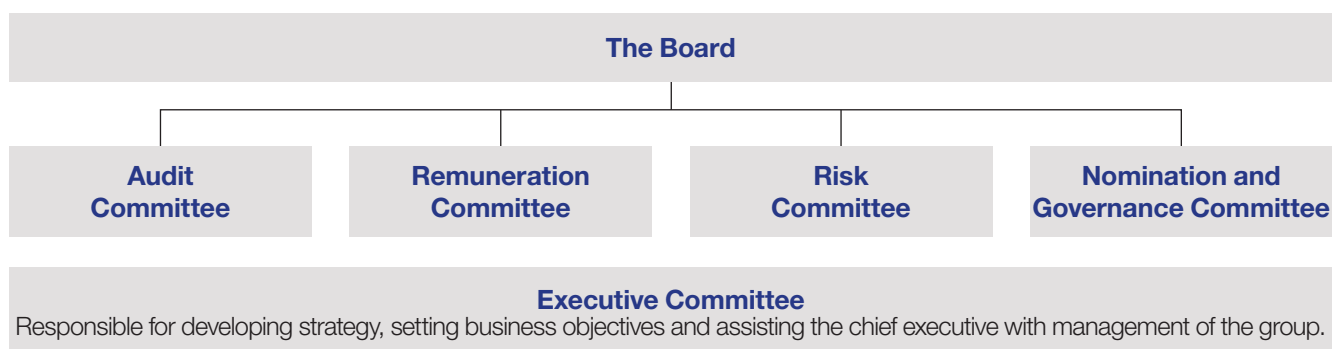 The Board
Audit
Committee
Remuneration
Committee
Risk
Committee
Nomination and
Governance Committee
Executive Committee
Responsible for developing strategy, setting business objectives and assisting the chief executive with management of the group.